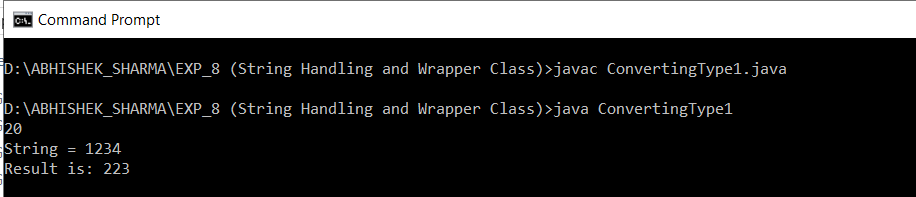 Command Prompt
D:\ABHISHEK_SHARMA\EXP_8 (String Handling and Wrapper Class)>javac ConvertingType1.java
D:\ABHISHEK_SHARMA\EXP_8 (String Handling and Wrapper Class)>java ConvertingType1
20
String = 1234
Result is: 223